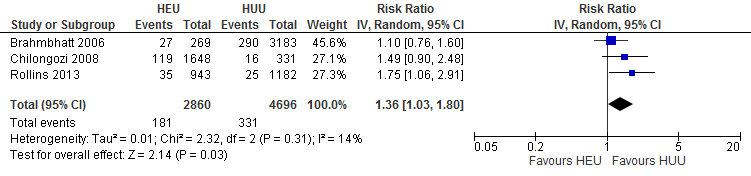 HEU HUU Risk Ratio Risk Ratio
Study or Subgroup Events Total Events Total Weight IV, Random, 95% CI IV, Random, 95% CI
Brahmbhatt 2006 27 269 290 3183 45.6% 1.10 [0.76, 1.60]
Chilongozi 2008 119 1648 16 331 27.1% 1.49 [0.90, 2.48]
Rollins 2013 35 943 25 1182 27.3% 1.75 [1.06, 2.91]
Total (95% CI) 2860 4696 100.0% 1.36 [1.03, 1.80]
Total events 181 331
Heterogeneity: Tau² = 0.01; Chi² = 2.32, df = 2 (P = 0.31); I² = 14%
Test for overall effect: Z = 2.14 (P = 0.03)
0.05 0.2 1 5 20
Favours HEU Favours HUU